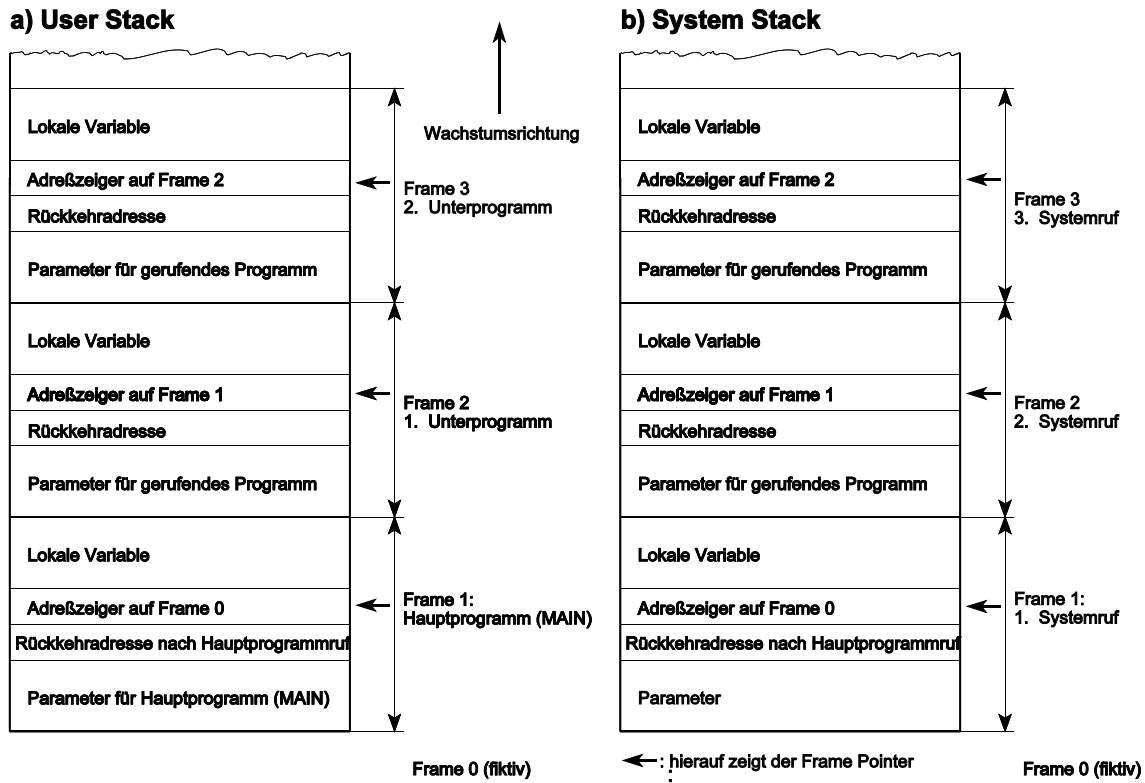 a) User Stack
Wachstumsrichtung
Lokale Variable
Adreßzeiger auf Frame 2
Rückkehradresse
Parameter für gerufendes Programm
Frame 3
2. Unterprogramm
Lokale Variable
Adreßzeiger auf Frame 1
Rückkehradresse
Parameter für gerufendes Programm
Frame 2
1. Unterprogramm
Lokale Variable
Adreßzeiger auf Frame 0
Rückkehradresse nach Hauptprogrammruf
Parameter für Hauptprogramm (MAIN)
Frame 1:
Hauptprogramm (MAIN)
Frame 0 (fiktiv)
b) System Stack
Lokale Variable
Adreßzeiger auf Frame 2
Rückkehradresse
Parameter für gerufendes Programm
Frame 3
3. Systemruf
Lokale Variable
Adreßzeiger auf Frame 1
Rückkehradresse
Parameter für gerufendes Programm
Frame 2
2. Systemruf
Lokale Variable
Adreßzeiger auf Frame 0
Rückkehradresse nach Hauptprogrammruf
Parameter
Frame 1:
1. Systemruf
: hierauf zeigt der Frame Pointer
Frame 0 (fiktiv)